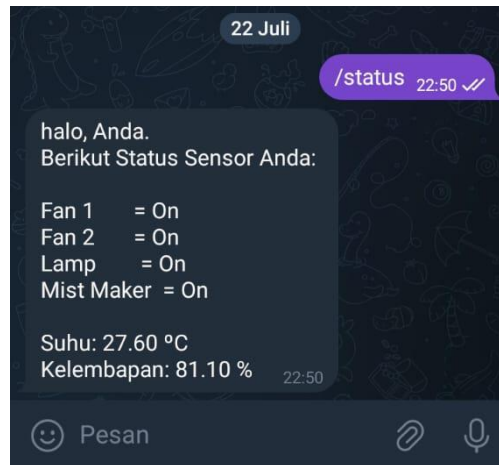 22 Juli
/status 22:50
halo, Anda.
Berikut Status Sensor Anda:
Fan 1 = On
Fan 2 = On
Lamp = On
Mist Maker = On
Suhu: 27.60 ºC
Kelembapan: 81.10 % 22:50
Pesan